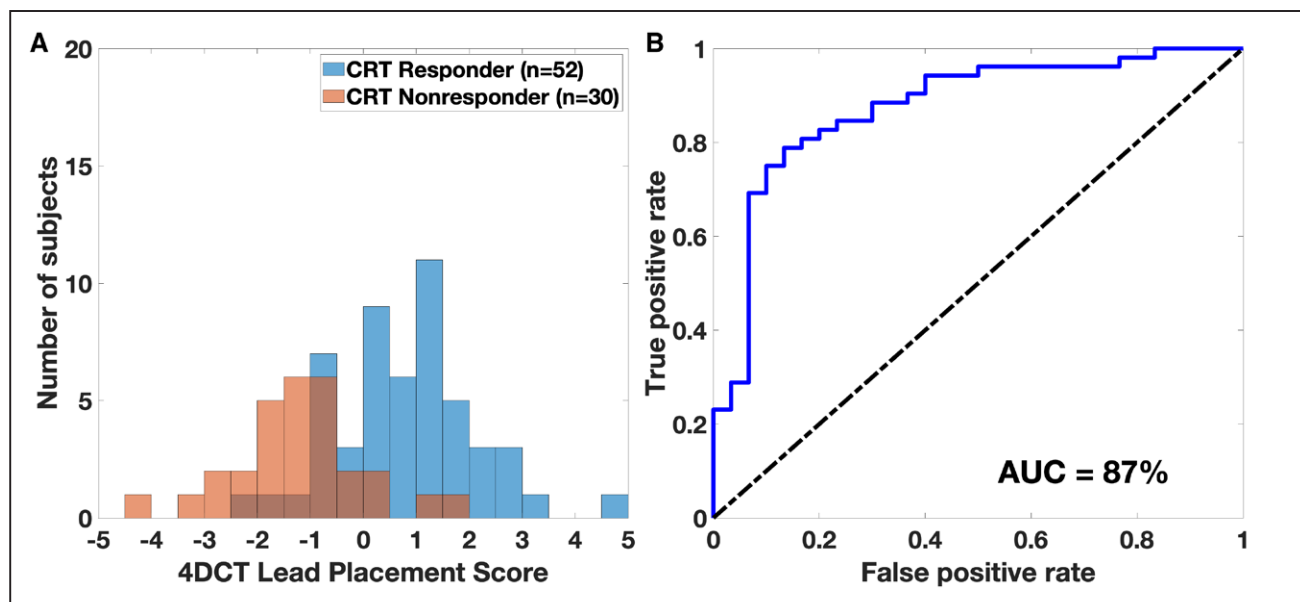 A
20
15
10
5
0
Number of subjects
CRT Responder (n=52)
CRT Nonresponder (n=30)
-5 -4 -3 -2 -1 0 1 2 3 4 5
4DCT Lead Placement Score
B
1
0.8
0.6
0.4
0.2
0
True positive rate
AUC = 87%
0 0.2 0.4 0.6 0.8 1
False positive rate